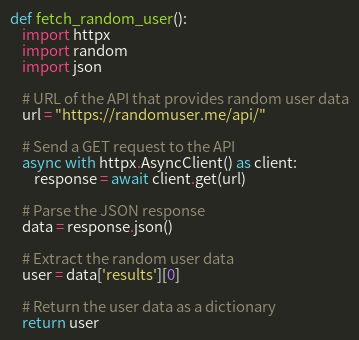 def fetch_random_user():
    import httpx
    import random
    import json

    # URL of the API that provides random user data
    url = "https://randomuser.me/api/"

    # Send a GET request to the API
    async with httpx.AsyncClient() as client:
        response = await client.get(url)

    # Parse the JSON response
    data = response.json()

    # Extract the random user data
    user = data['results'][0]

    # Return the user data as a dictionary
    return user